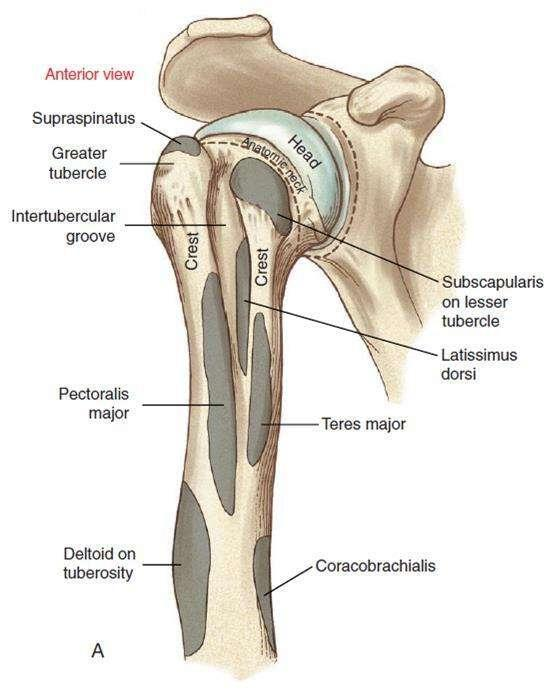 Anterior view
Supraspinatus
Greater
tubercle
Intertubercular
groove
Head
Anatomic neck
Crest
Crest
Subscapularis
on lesser
tubercle
Latissimus
dorsi
Pectoralis
major
Teres major
Deltoid on
tuberosity
Coracobrachialis
A